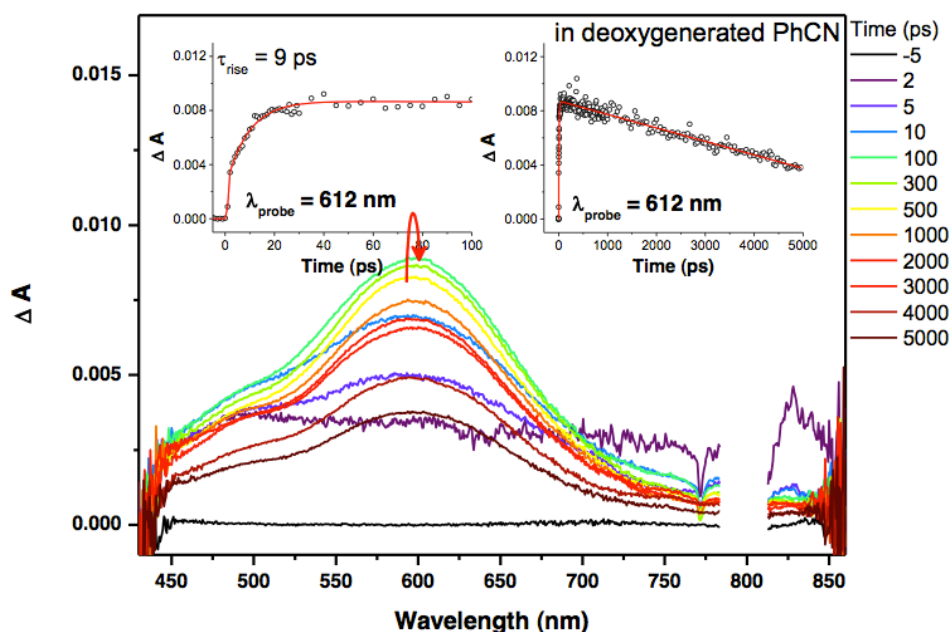 in deoxygenated PhCN
Time (ps)
-5
2
5
10
100
300
500
1000
2000
3000
4000
5000
0.015
0.010
0.005
0.000
Δ A
0.012
0.008
0.004
0.000
Δ A
τrise = 9 ps
λprobe = 612 nm
0 20 40 60 80 100
Time (ps)
0.012
0.008
0.004
0.000
Δ A
λprobe = 612 nm
0 1000 2000 3000 4000 5000
Time (ps)
450 500 550 600 650 700 750 800 850
Wavelength (nm)